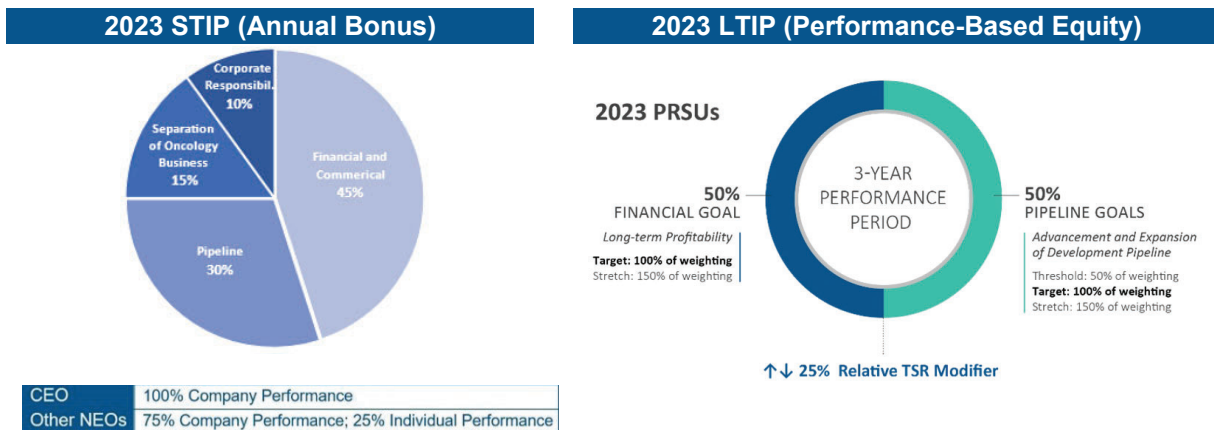 2023 STIP (Annual Bonus)
Corporate
Responsibil.
10%
Separation
of Oncology
Business
15%
Financial and
Commerical
45%
Pipeline
30%
CEO 100% Company Performance
Other NEOs 75% Company Performance; 25% Individual Performance
2023 LTIP (Performance-Based Equity)
2023 PRSUs
50%
FINANCIAL GOAL
Long-term Profitability
Target: 100% of weighting
Stretch: 150% of weighting
3-YEAR
PERFORMANCE
PERIOD
50%
PIPELINE GOALS
Advancement and Expansion
of Development Pipeline
Threshold: 50% of weighting
Target: 100% of weighting
Stretch: 150% of weighting
↑↓ 25% Relative TSR Modifier